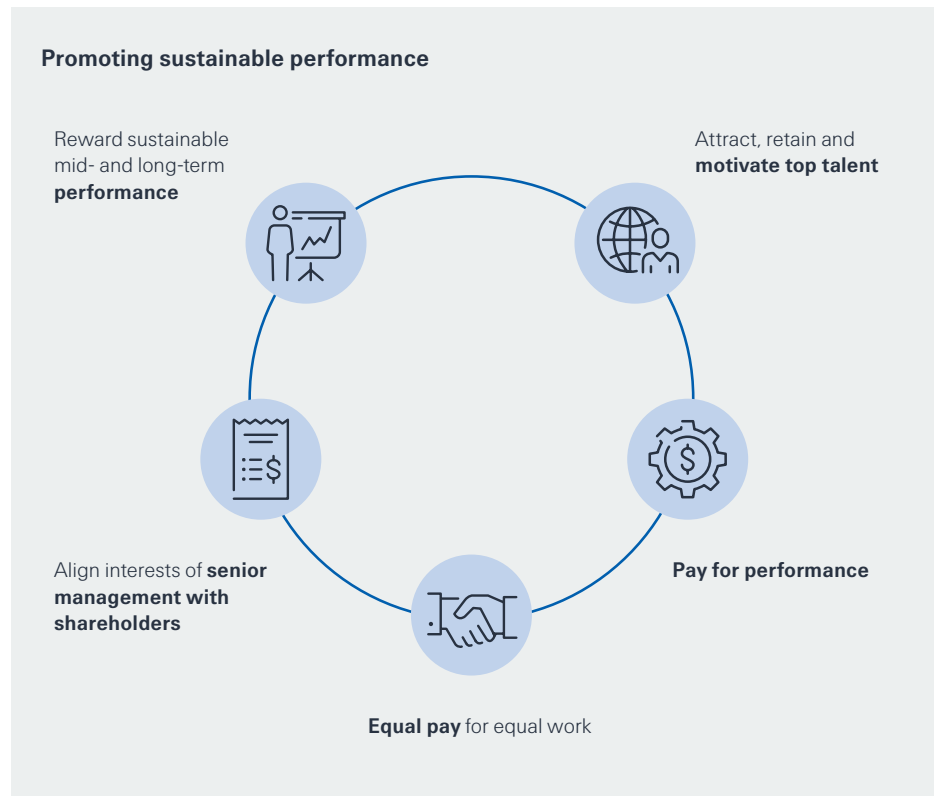 Promoting sustainable performance
Reward sustainable
mid- and long-term
performance
Attract, retain and
motivate top talent
Align interests of senior
management with
shareholders
Pay for performance
Equal pay for equal work